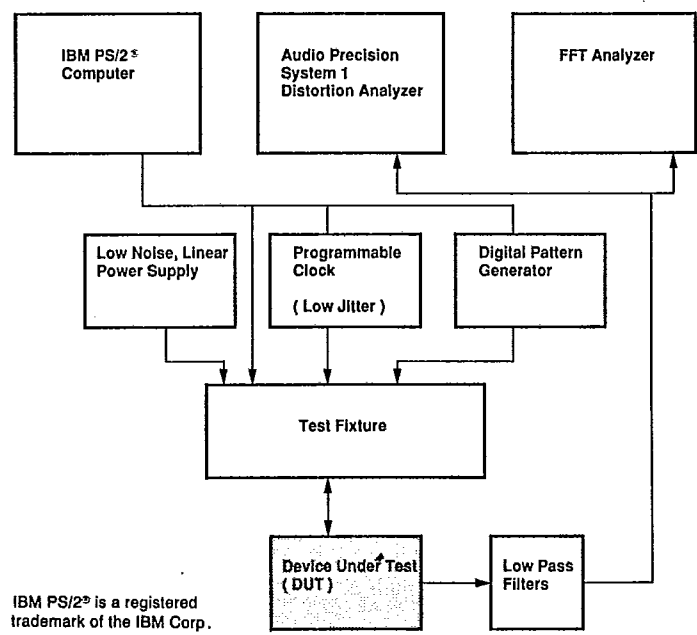 IBM PS/2®
Computer
Audio Precision
System 1
Distortion Analyzer
FFT Analyzer
Low Noise, Linear
Power Supply
Programmable
Clock
( Low Jitter )
Digital Pattern
Generator
Test Fixture
Device Under Test
( DUT )
Low Pass
Filters
IBM PS/2® is a registered
trademark of the IBM Corp.